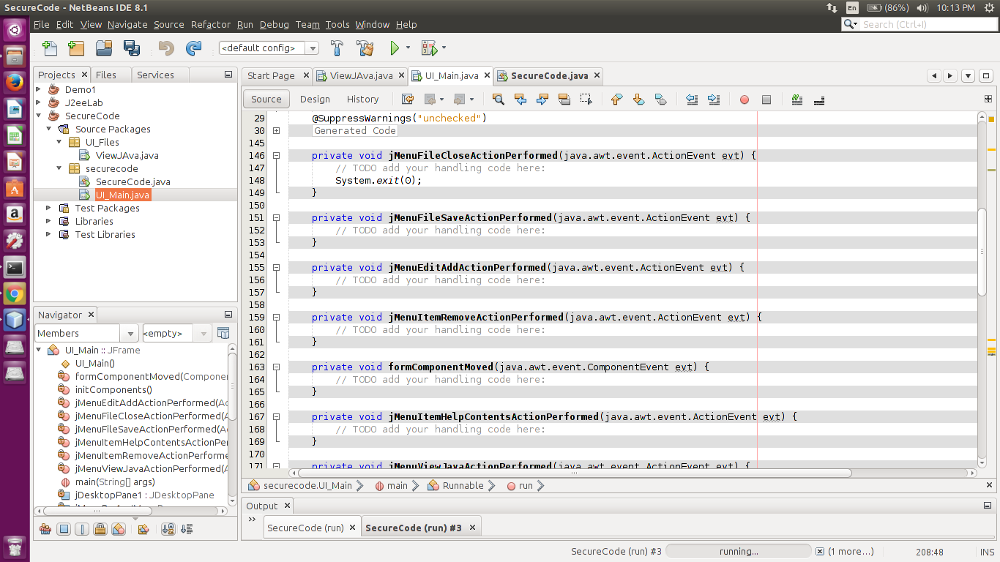 SecureCode - NetBeans IDE 8.1
En (86%) 10:13 PM
File Edit View Navigate Source Refactor Run Debug Team Tools Window Help
Search (Ctrl+I)
<default config>
Projects Files Services
Demo1
J2eeLab
SecureCode
Source Packages
UI_Files
ViewJAva.java
securecode
SecureCode.java
UI_Main.java
Test Packages
Libraries
Test Libraries
Navigator
Members <empty>
UI_Main :: JFrame
UI_Main()
formComponentMoved(Compone
initComponents()
jMenuEditAddActionPerformed(Ac
jMenuFileCloseActionPerformed(A
jMenuFileSaveActionPerformed(A
jMenuItemHelpContentsActionPer
jMenuItemRemoveActionPerforme
jMenuViewJavaActionPerformed(A
main(String[] args)
jDesktopPane1 : JDesktopPane
Start Page ViewJAva.java UI_Main.java SecureCode.java
Source Design History
29 @SuppressWarnings("unchecked")
30 Generated Code
145
146 private void jMenuFileCloseActionPerformed(java.awt.event.ActionEvent evt) {
147 // TODO add your handling code here:
148 System.exit(0);
149 }
150
151 private void jMenuFileSaveActionPerformed(java.awt.event.ActionEvent evt) {
152 // TODO add your handling code here:
153 }
154
155 private void jMenuEditAddActionPerformed(java.awt.event.ActionEvent evt) {
156 // TODO add your handling code here:
157 }
158
159 private void jMenuItemRemoveActionPerformed(java.awt.event.ActionEvent evt) {
160 // TODO add your handling code here:
161 }
162
163 private void formComponentMoved(java.awt.event.ComponentEvent evt) {
164 // TODO add your handling code here:
165 }
166
167 private void jMenuItemHelpContentsActionPerformed(java.awt.event.ActionEvent evt) {
168 // TODO add your handling code here:
169 }
170
171 private void jMenuViewJavaActionPerformed(java.awt.event.ActionEvent evt) {
securecode.UI_Main main Runnable run
Output
SecureCode (run) SecureCode (run) #3
SecureCode (run) #3 running... (1 more...) 208:48 INS